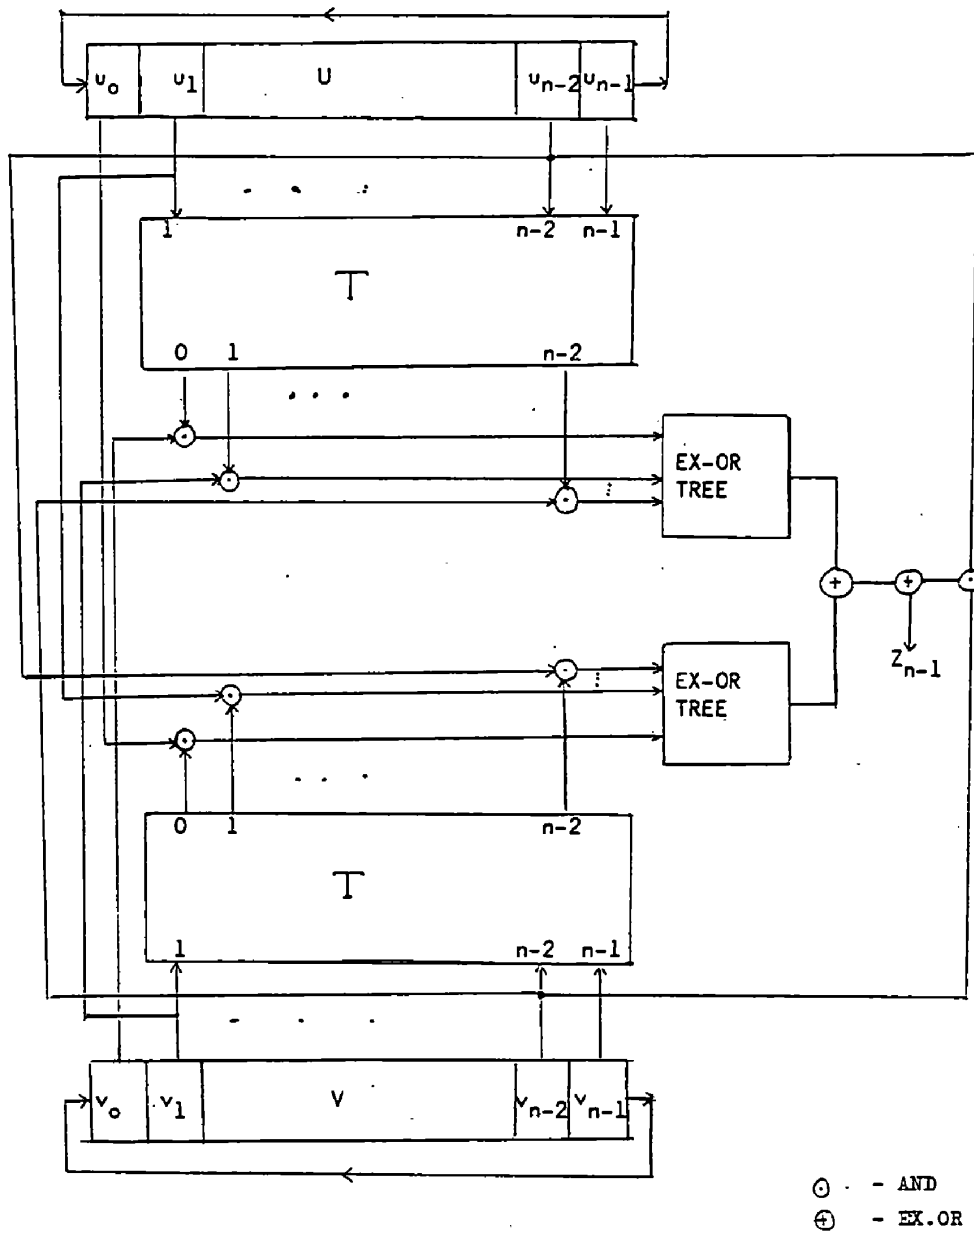 u₀ u₁ U uₙ₋₂ uₙ₋₁
1 n-2 n-1
T
0 1 n-2
EX-OR
TREE
Zₙ₋₁
EX-OR
TREE
0 1 n-2
T
1 n-2 n-1
v₀ v₁ V vₙ₋₂ vₙ₋₁
⊙ - AND
⊕ - EX.OR